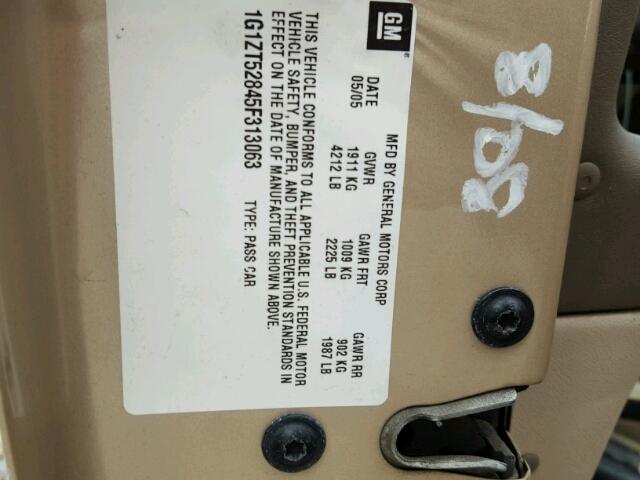 GM
MFD BY GENERAL MOTORS CORP
DATE GVWR GAWR FRT GAWR RR
05/05 1911 KG 1009 KG 902 KG
4212 LB 2225 LB 1987 LB
THIS VEHICLE CONFORMS TO ALL APPLICABLE U.S. FEDERAL MOTOR
VEHICLE SAFETY, BUMPER, AND THEFT PREVENTION STANDARDS IN
EFFECT ON THE DATE OF MANUFACTURE SHOWN ABOVE.
1G1ZT52845F313063 TYPE: PASS CAR